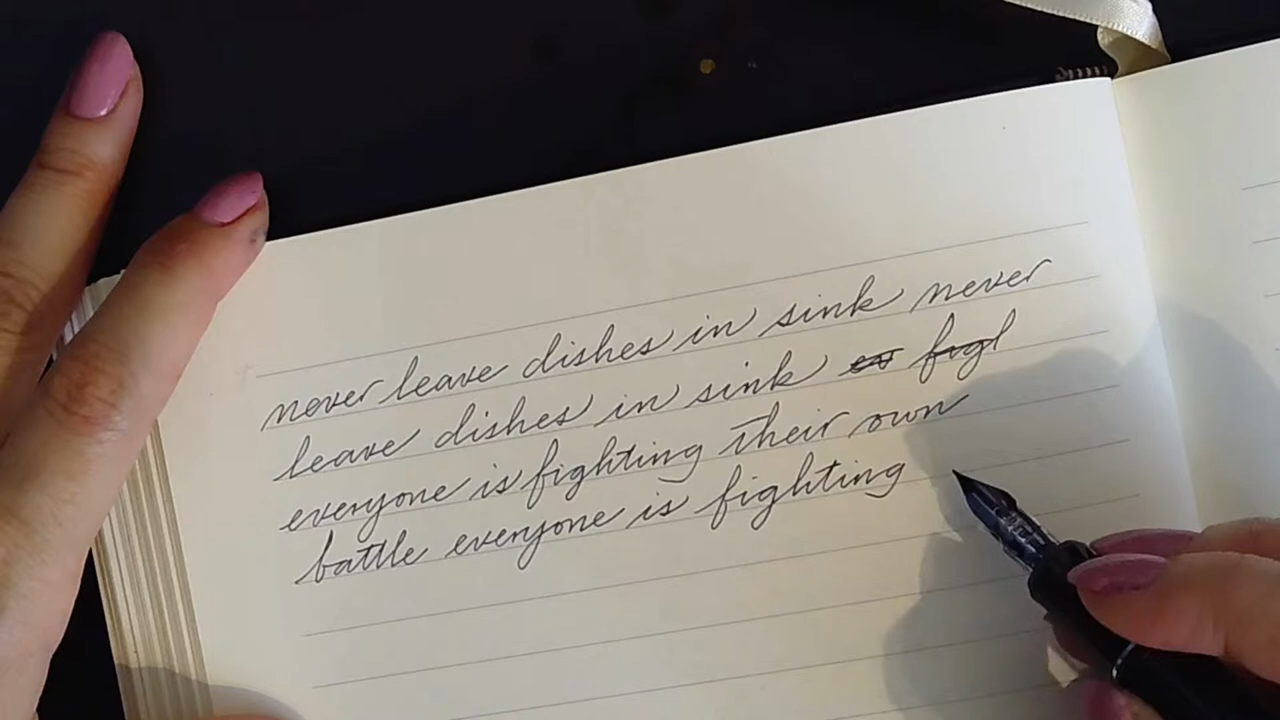 never leave dishes in sink never
leave dishes in sink
everyone is fighting their own
battle everyone is fighting